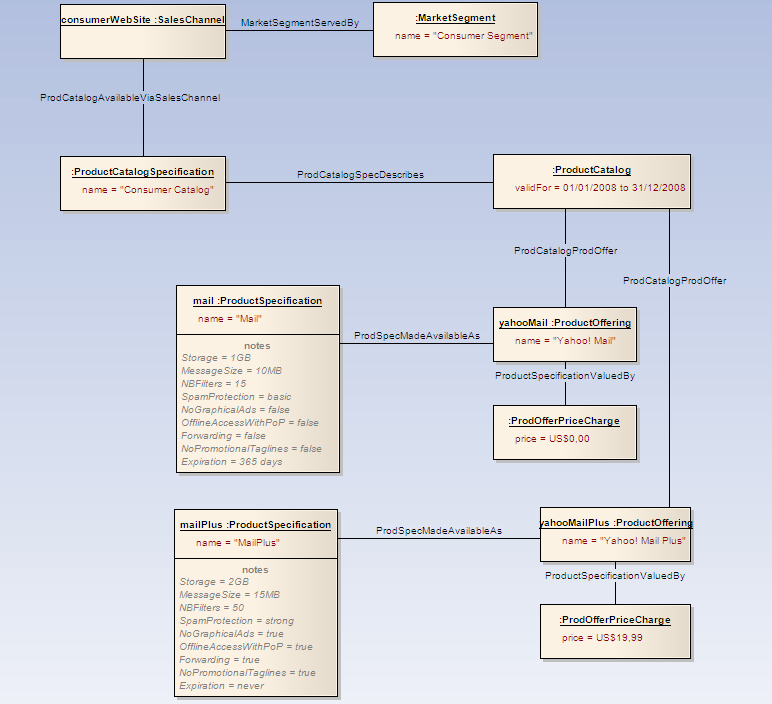 consumerWebSite :SalesChannel
MarketSegmentServedBy
:MarketSegment
name = "Consumer Segment"
ProdCatalogAvailableViaSalesChannel
:ProductCatalogSpecification
name = "Consumer Catalog"
ProdCatalogSpecDescribes
:ProductCatalog
validFor = 01/01/2008 to 31/12/2008
ProdCatalogProdOffer
ProdCatalogProdOffer
mail :ProductSpecification
name = "Mail"
notes
Storage = 1GB
MessageSize = 10MB
NBFilters = 15
SpamProtection = basic
NoGraphicalAds = false
OfflineAccessWithPoP = false
Forwarding = false
NoPromotionalTaglines = false
Expiration = 365 days
ProdSpecMadeAvailableAs
yahooMail :ProductOffering
name = "Yahoo! Mail"
ProductSpecificationValuedBy
:ProdOfferPriceCharge
price = US$0,00
mailPlus :ProductSpecification
name = "MailPlus"
notes
Storage = 2GB
MessageSize = 15MB
NBFilters = 50
SpamProtection = strong
NoGraphicalAds = true
OfflineAccessWithPoP = true
Forwarding = true
NoPromotionalTaglines = true
Expiration = never
ProdSpecMadeAvailableAs
yahooMailPlus :ProductOffering
name = "Yahoo! Mail Plus"
ProductSpecificationValuedBy
:ProdOfferPriceCharge
price = US$19,99